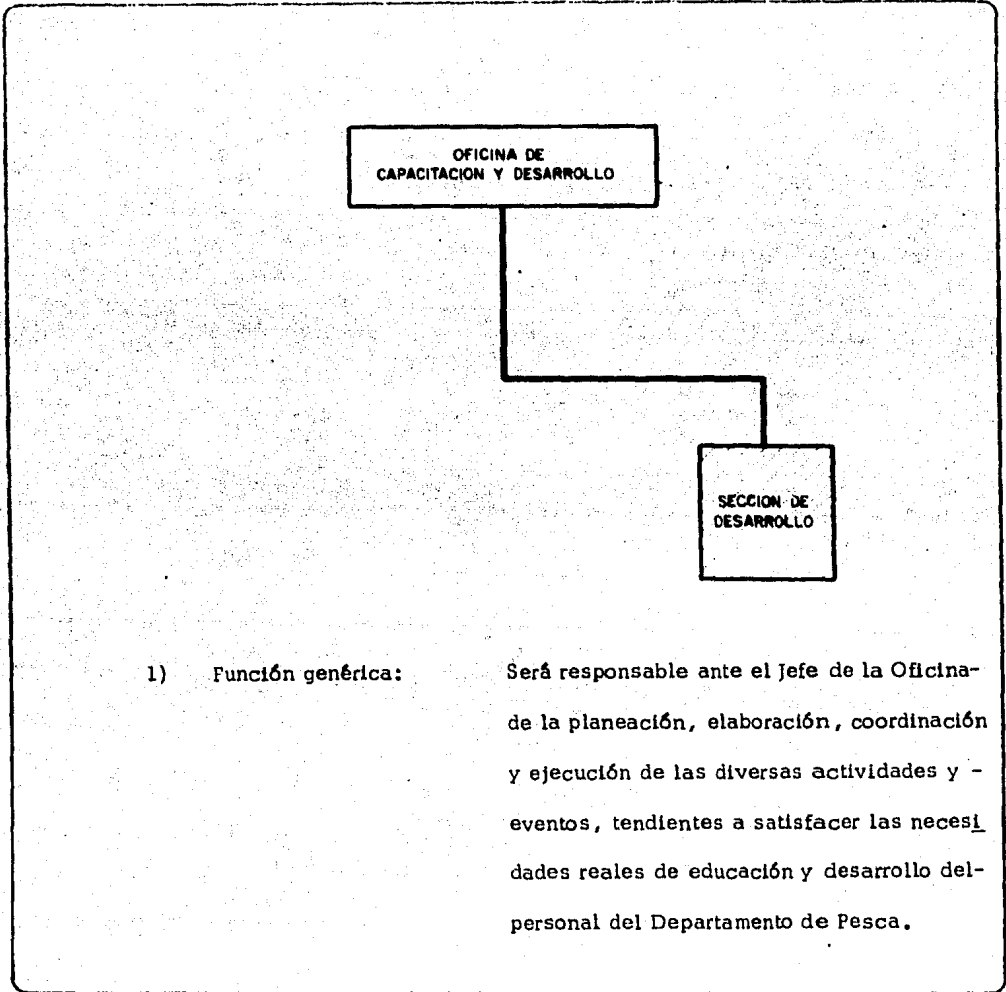 OFICINA DE
CAPACITACION Y DESARROLLO
SECCION DE
DESARROLLO
1) Función genérica: Será responsable ante el Jefe de la Oficina-
de la planeación, elaboración, coordinación
y ejecución de las diversas actividades y -
eventos, tendientes a satisfacer las necesi
dades reales de educación y desarrollo del-
personal del Departamento de Pesca.